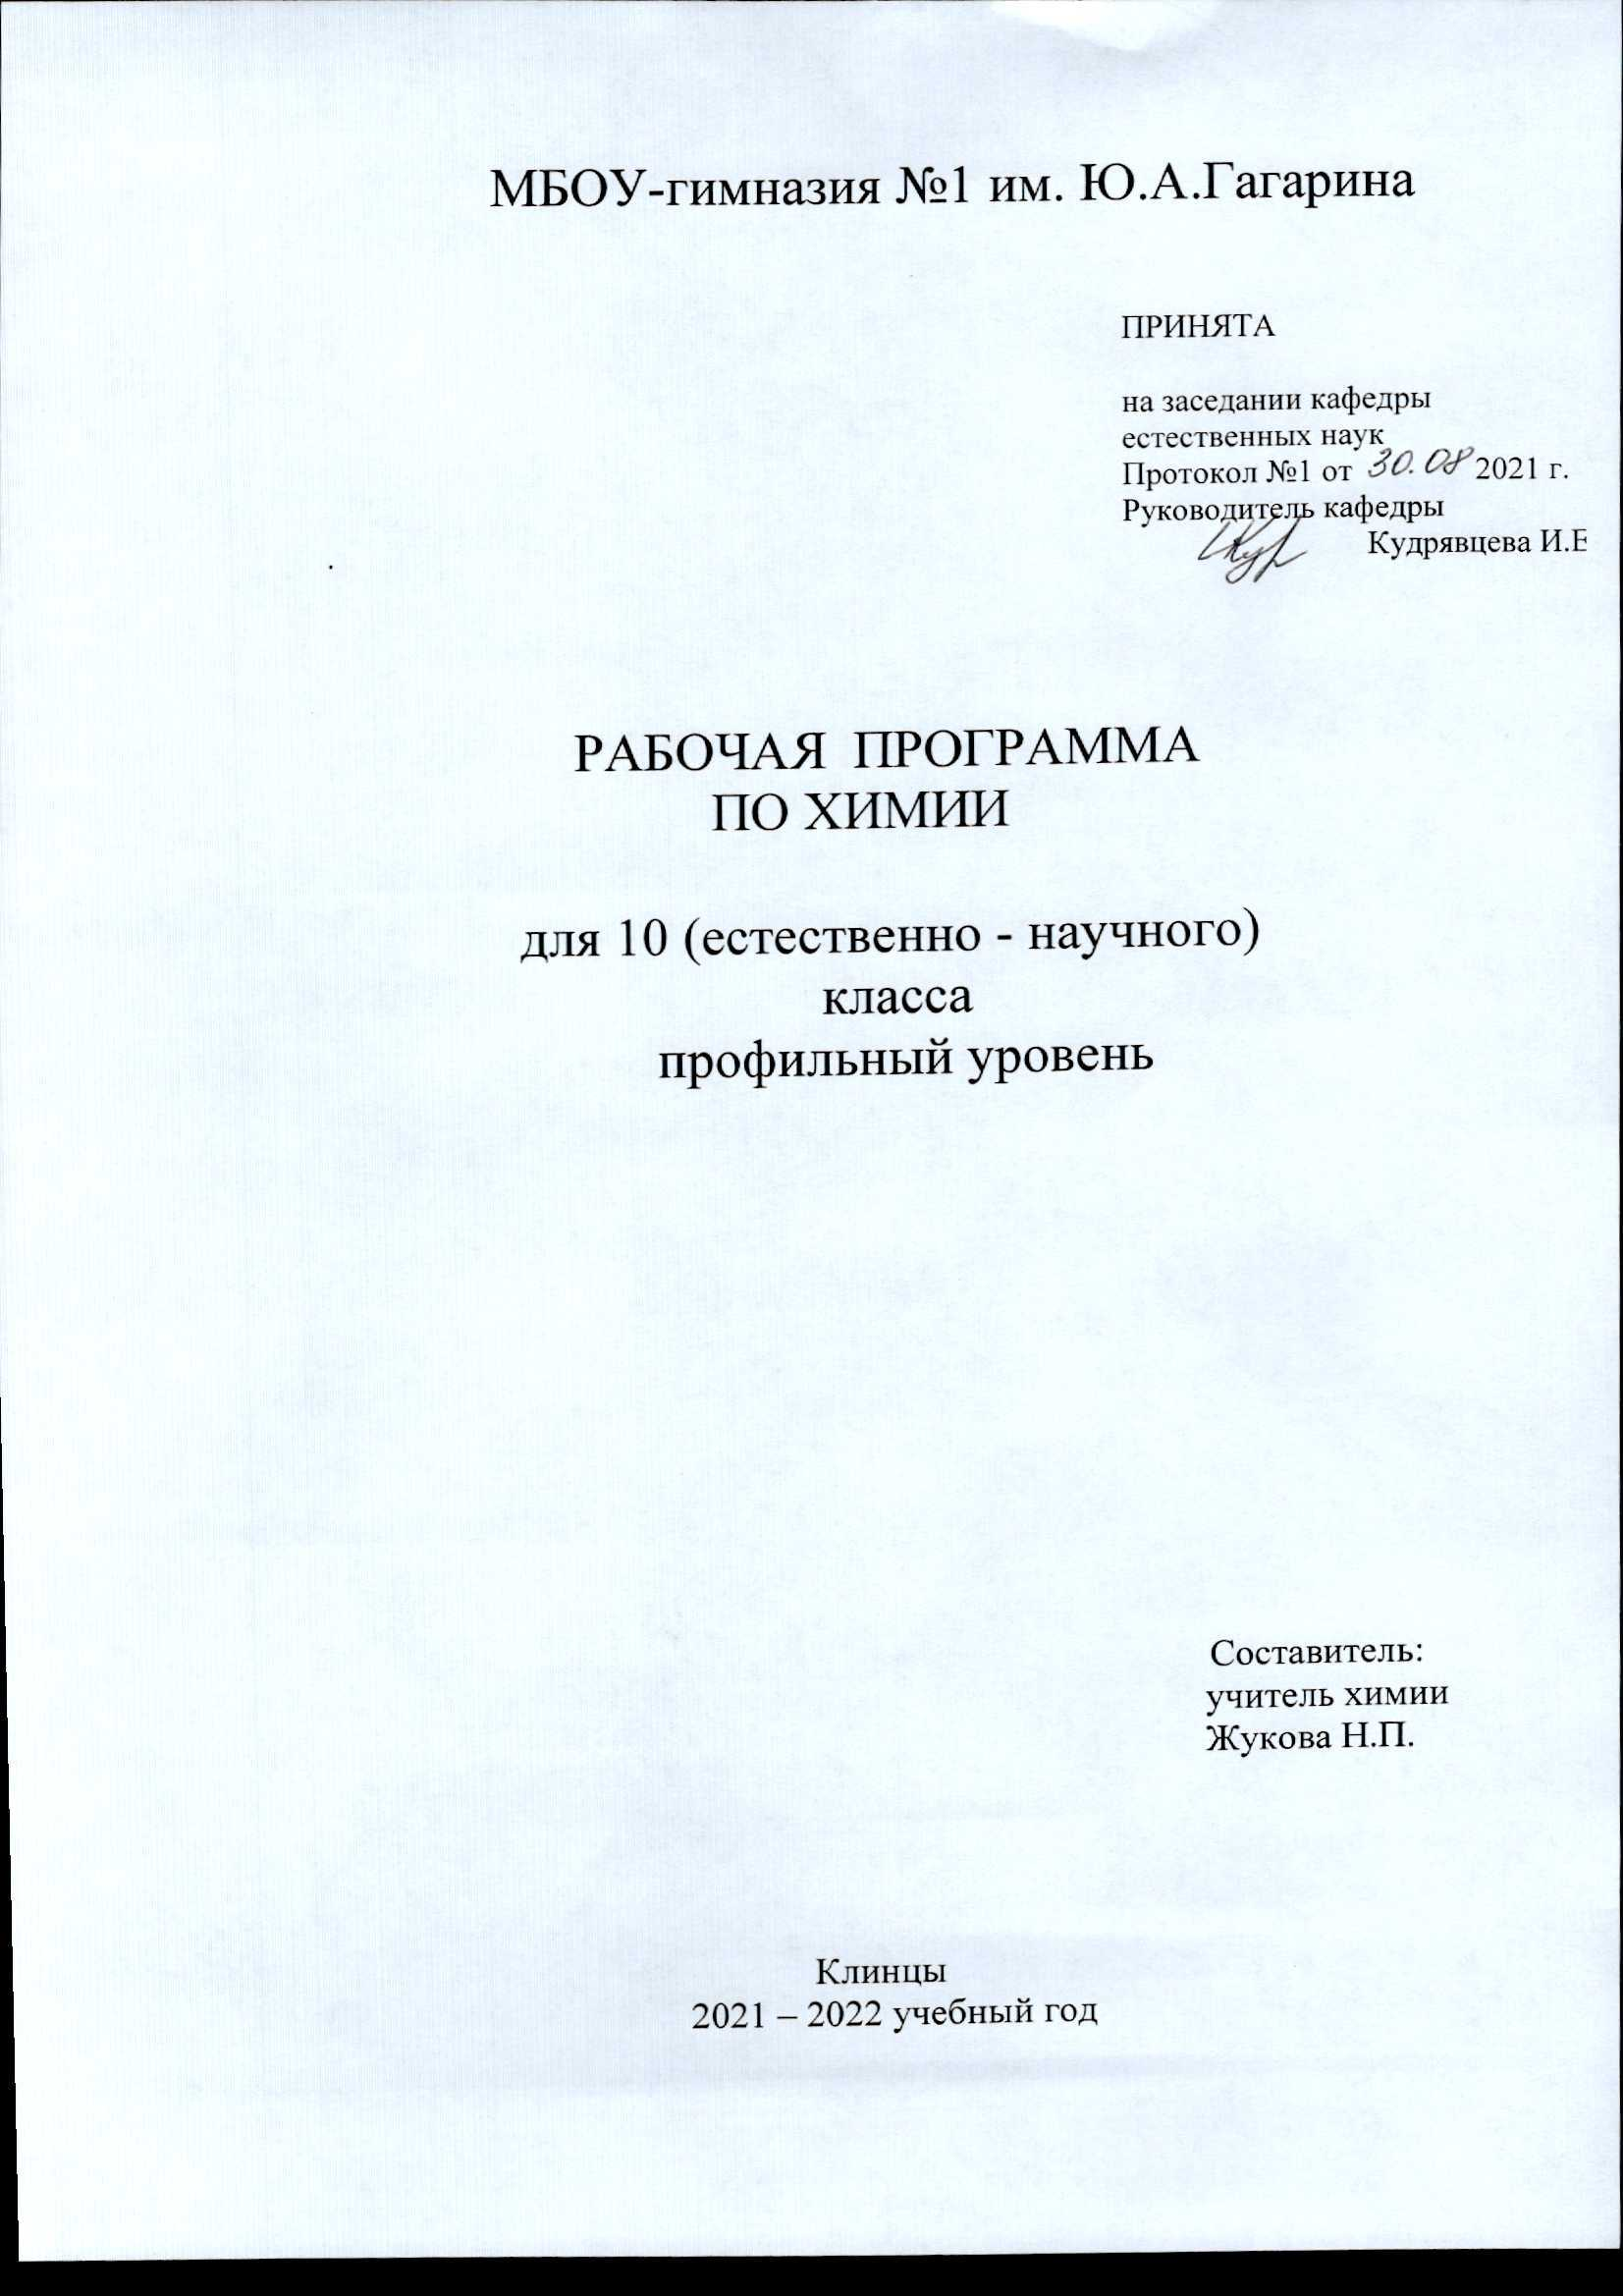 МБОУ-гимназия №1 им. Ю.А.Гагарина
ПРИНЯТА
на заседании кафедры
естественных наук
Протокол №1 от 30.08 2021 г.
Руководитель кафедры
Кудрявцева И.Е
РАБОЧАЯ ПРОГРАММА
ПО ХИМИИ
для 10 (естественно - научного)
класса
профильный уровень
Составитель:
учитель химии
Жукова Н.П.
Клинцы
2021 – 2022 учебный год